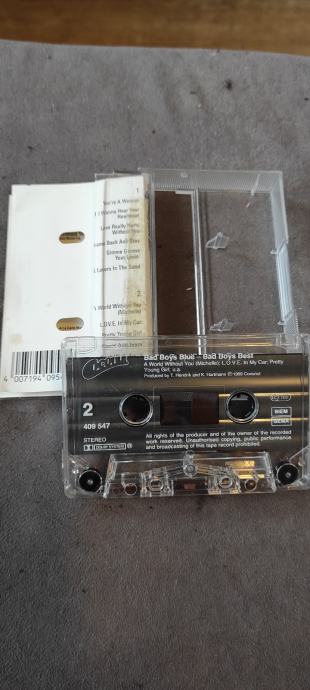 1
You're A Woman
I Wanna Hear Your
Heartbeat
Love Really Hurts
Without You
Come Back And Stay
Gimme Gimme
Your Lovin'
Lovers In The Sand
2
A World Without You
(Michelle)
L.O.V.E. In My Car
Pretty Young Girl
4 007194 095
Bad Boys Blue – Bad Boys Best
A World Without You (Michelle); L.O.V.E. In My Car; Pretty
Young Girl; u.a.
Produced by T. Hendrik and K. Hartmann ℗ 1989 Coconut
2
409 547
STEREO
DOLBY SYSTEM
BIEM
GEMA
All rights of the producer and of the owner of the recorded
work reserved. Unauthorised copying, public performance
and broadcasting of this tape record prohibited.